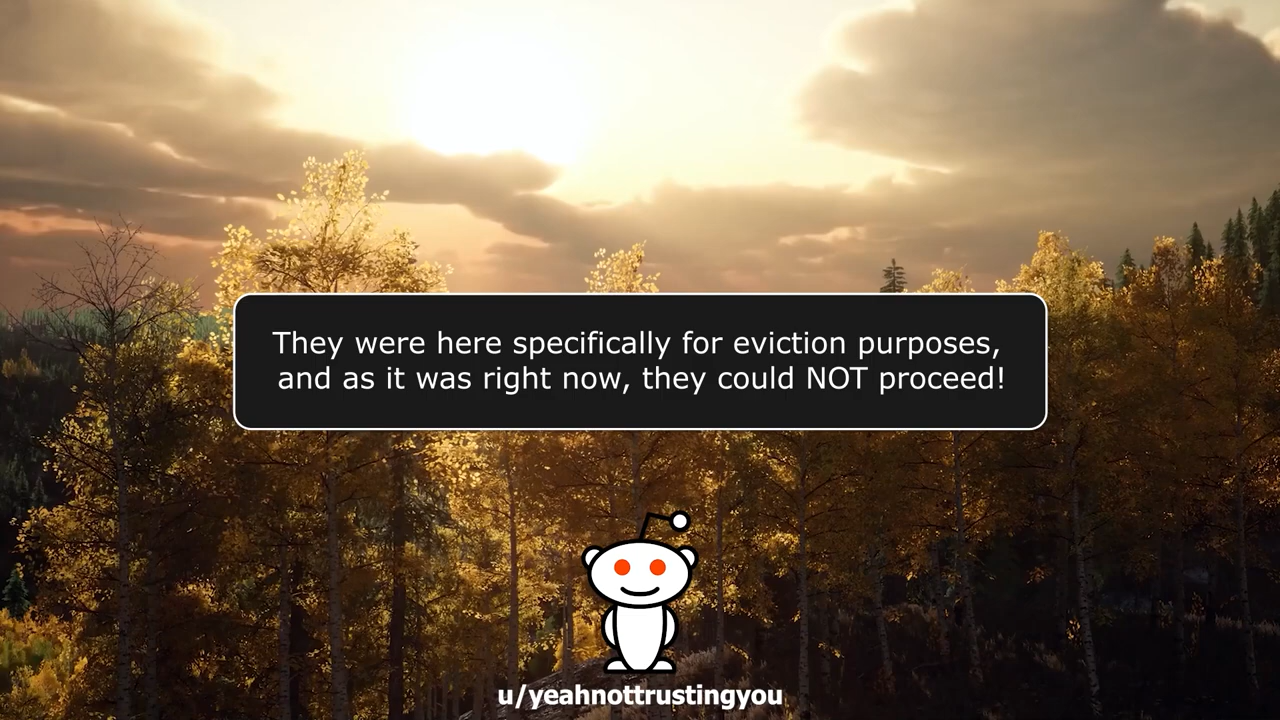 They were here specifically for eviction purposes,
and as it was right now, they could NOT proceed!
u/yeahnottrustingyou